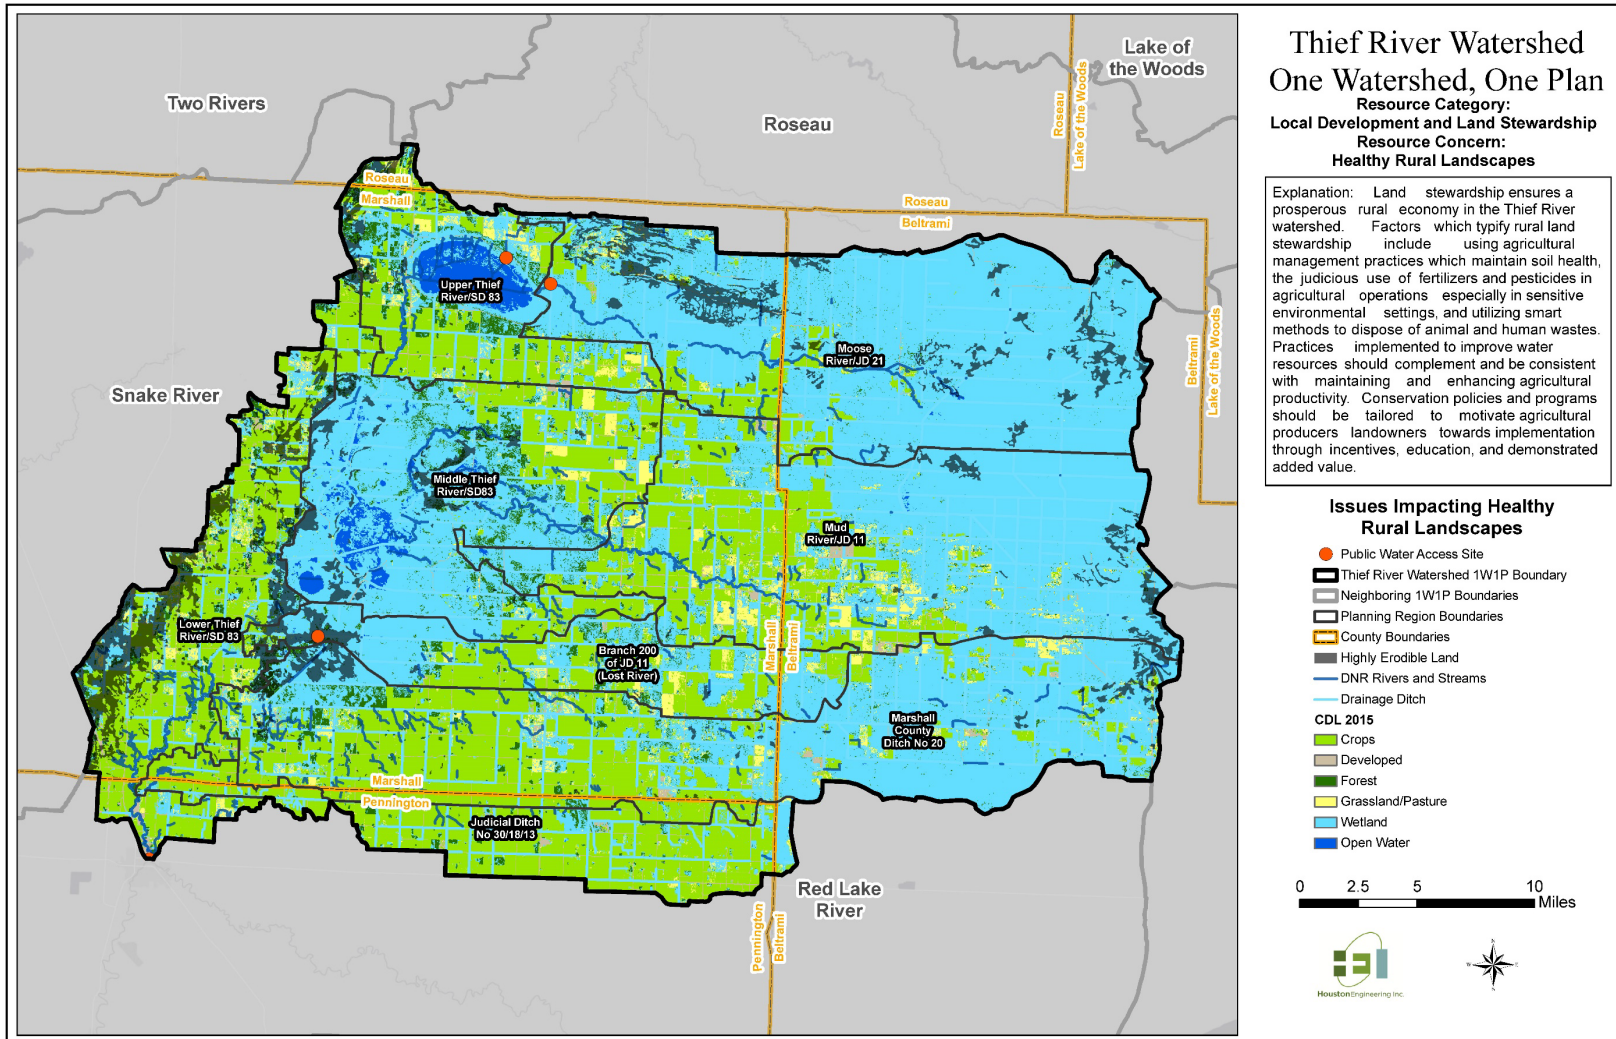 Thief River Watershed
One Watershed, One Plan
Resource Category:
Local Development and Land Stewardship
Resource Concern:
Healthy Rural Landscapes
Explanation: Land stewardship ensures a
prosperous rural economy in the Thief River
watershed. Factors which typify rural land
stewardship include using agricultural
management practices which maintain soil health,
the judicious use of fertilizers and pesticides in
agricultural operations especially in sensitive
environmental settings, and utilizing smart
methods to dispose of animal and human wastes.
Practices implemented to improve water
resources should complement and be consistent
with maintaining and enhancing agricultural
productivity. Conservation policies and programs
should be tailored to motivate agricultural
producers landowners towards implementation
through incentives, education, and demonstrated
added value.
Issues Impacting Healthy
Rural Landscapes
Public Water Access Site
Thief River Watershed 1W1P Boundary
Neighboring 1W1P Boundaries
Planning Region Boundaries
County Boundaries
Highly Erodible Land
DNR Rivers and Streams
Drainage Ditch
CDL 2015
Crops
Developed
Forest
Grassland/Pasture
Wetland
Open Water
0 2.5 5 10
Miles
HoustonEngineering Inc.
N
W E
S
Lake of
the Woods
Two Rivers
Roseau
Roseau
Lake of the Woods
Roseau
Marshall
Roseau
Beltrami
Upper Thief
River/SD 83
Moose
River/JD 21
Beltrami
Lake of the Woods
Snake River
Middle Thief
River/SD83
Mud
River/JD 11
Lower Thief
River/SD 83
Branch 200
of JD 11
(Lost River)
Marshall
Beltrami
Marshall
County
Ditch No 20
Marshall
Pennington
Judicial Ditch
No 30/18/13
Red Lake
River
Pennington
Beltrami